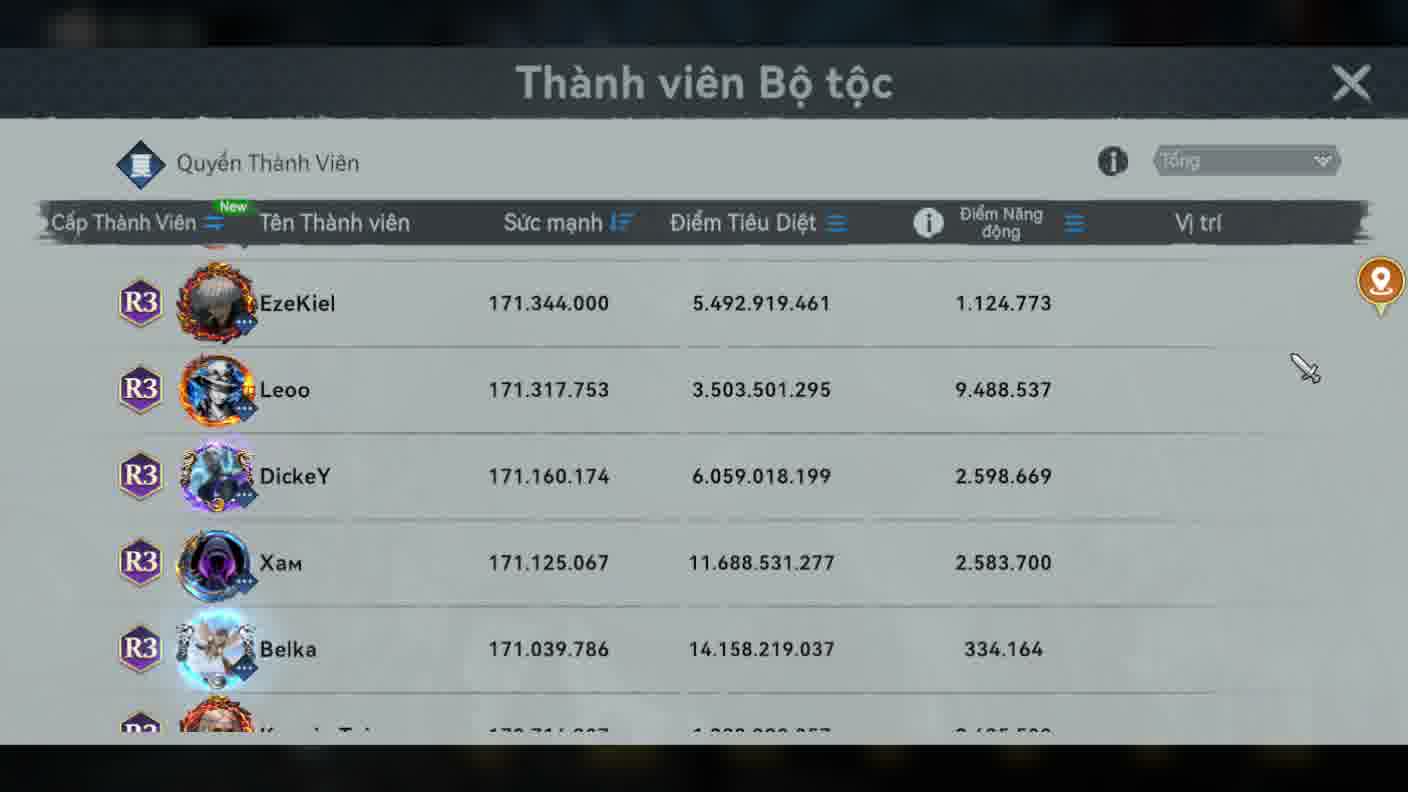 Thành viên Bộ tộc
Quyền Thành Viên
Tổng
Cấp Thành Viên New Tên Thành viên Sức mạnh Điểm Tiêu Diệt Điểm Năng động Vị trí
R3 EzeKiel 171.344.000 5.492.919.461 1.124.773
R3 Leoo 171.317.753 3.503.501.295 9.488.537
R3 DickeY 171.160.174 6.059.018.199 2.598.669
R3 Xaм 171.125.067 11.688.531.277 2.583.700
R3 Belka 171.039.786 14.158.219.037 334.164